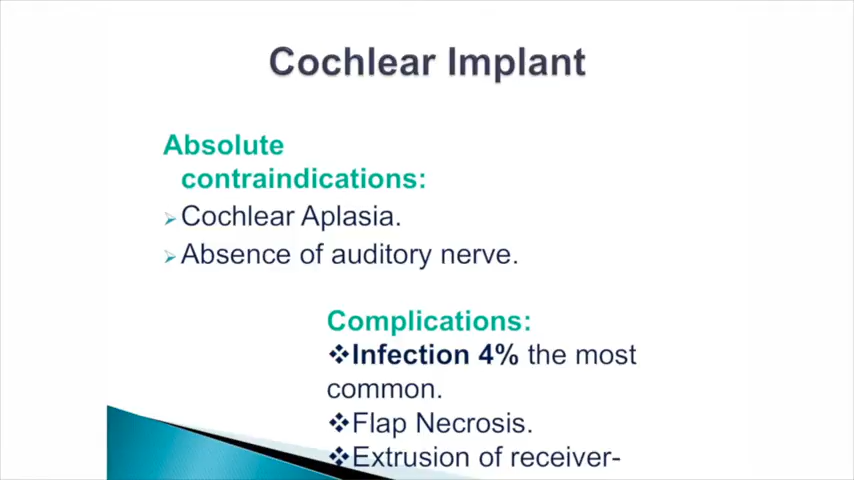 Cochlear Implant
Absolute
contraindications:
➢Cochlear Aplasia.
➢Absence of auditory nerve.
Complications:
❖Infection 4% the most
common.
❖Flap Necrosis.
❖Extrusion of receiver-